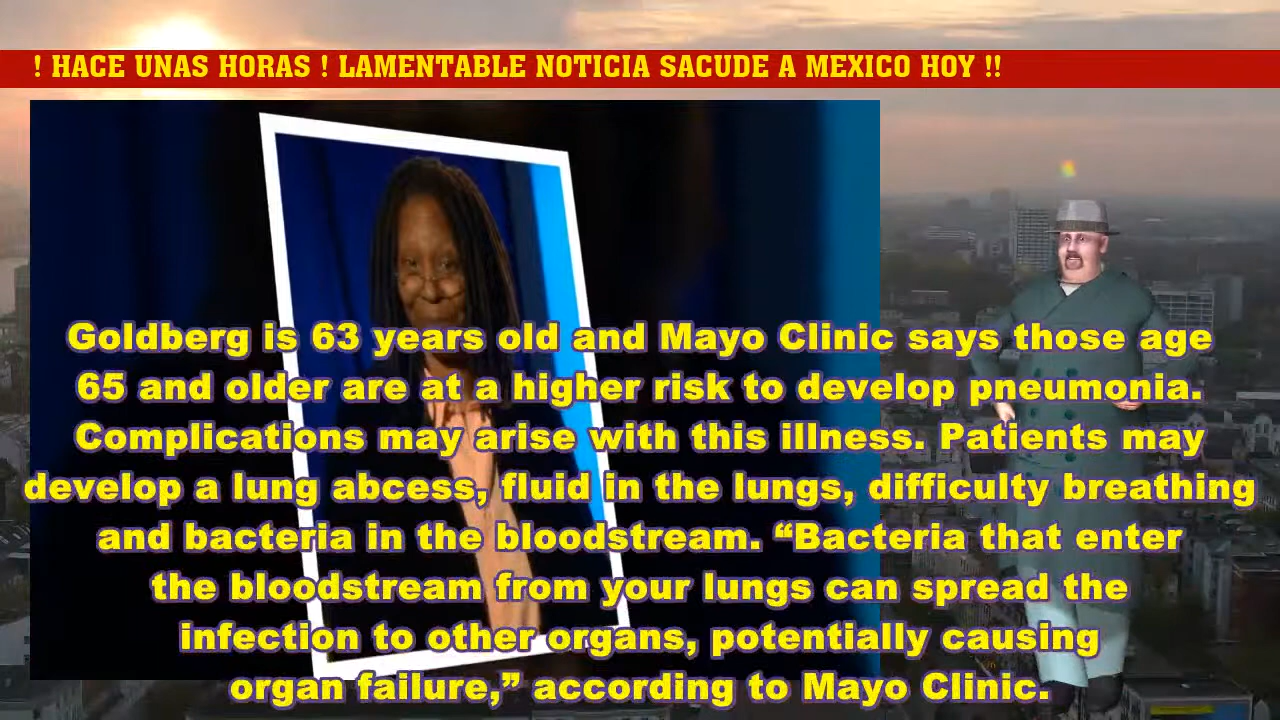 ! HACE UNAS HORAS ! LAMENTABLE NOTICIA SACUDE A MEXICO HOY !!
Goldberg is 63 years old and Mayo Clinic says those age
65 and older are at a higher risk to develop pneumonia.
Complications may arise with this illness. Patients may
develop a lung abcess, fluid in the lungs, difficulty breathing
and bacteria in the bloodstream. “Bacteria that enter
the bloodstream from your lungs can spread the
infection to other organs, potentially causing
organ failure,” according to Mayo Clinic.